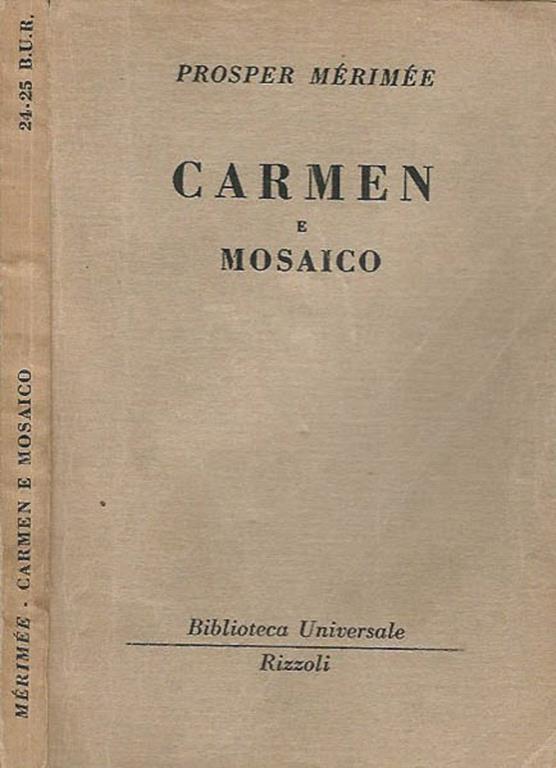 PROSPER MÉRIMÉE
CARMEN
E
MOSAICO
Biblioteca Universale
Rizzoli
MÉRIMÉE - CARMEN E MOSAICO
24-25 B.U.R.